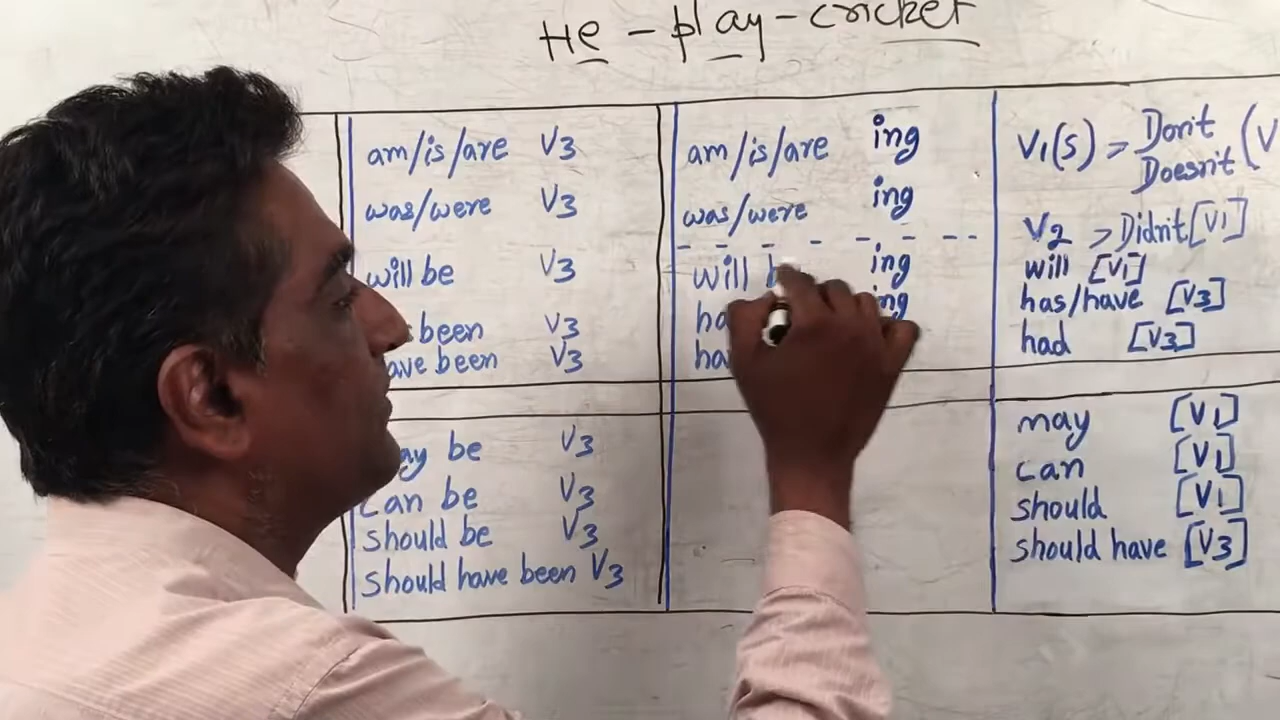 He - play - cricket
am/is/are V3
was/were V3
will be V3
been V3
have been V3
may be V3
can be V3
should be V3
should have been V3
am/is/are ing
was/were ing
will ing
ing
V1(s) > Don't
Doesn't
V2 > Didn't [V1]
will [V1]
has/have [V3]
had [V3]
may [V1]
can [V1]
should [V1]
should have [V3]